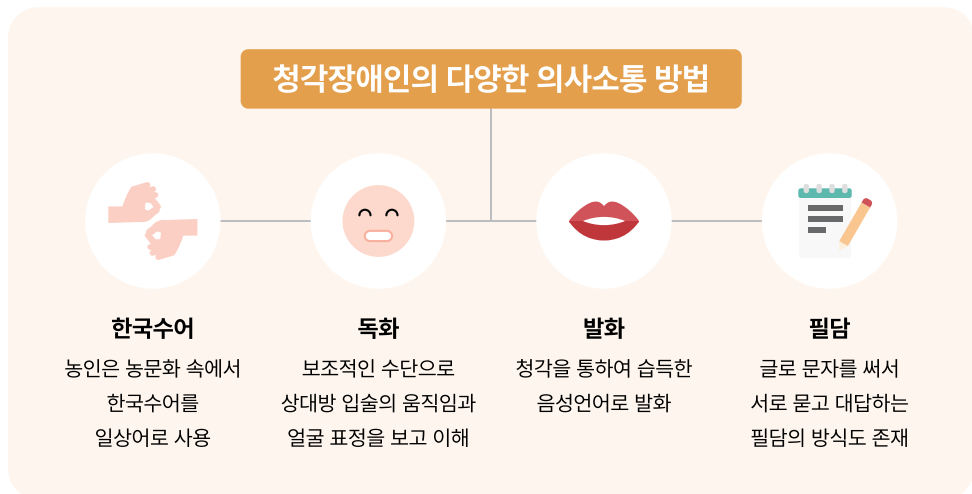 청각장애인의 다양한 의사소통 방법
한국수어
농인은 농문화 속에서
한국수어를
일상어로 사용
독화
보조적인 수단으로
상대방 입술의 움직임과
얼굴 표정을 보고 이해
발화
청각을 통하여 습득한
음성언어로 발화
필담
글로 문자를 써서
서로 묻고 대답하는
필담의 방식도 존재